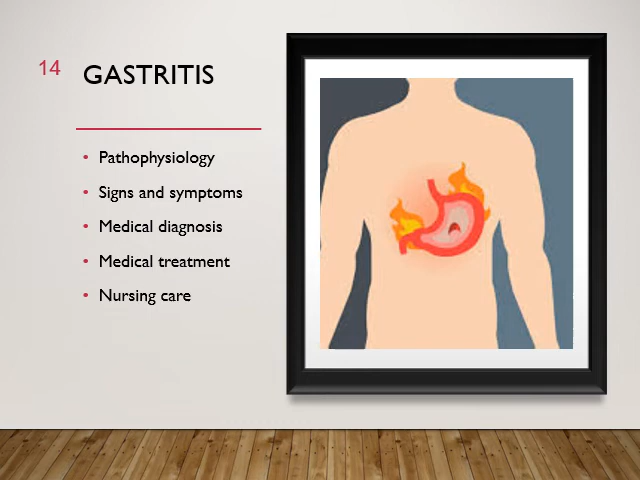 14
GASTRITIS
• Pathophysiology
• Signs and symptoms
• Medical diagnosis
• Medical treatment
• Nursing care